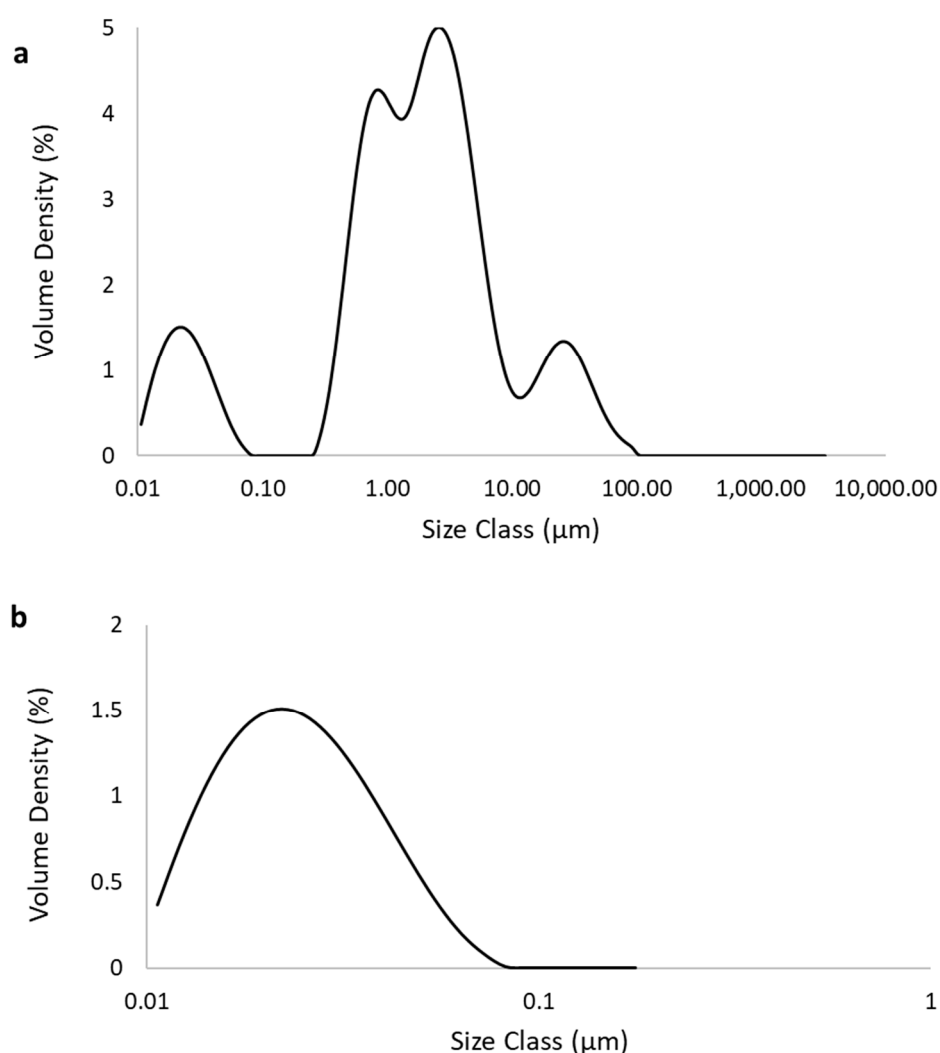 a
5
4
3
2
1
0
Volume Density (%)
0.01 0.10 1.00 10.00 100.00 1,000.00 10,000.00
Size Class (µm)
b
2
1.5
1
0.5
0
Volume Density (%)
0.01 0.1 1
Size Class (µm)